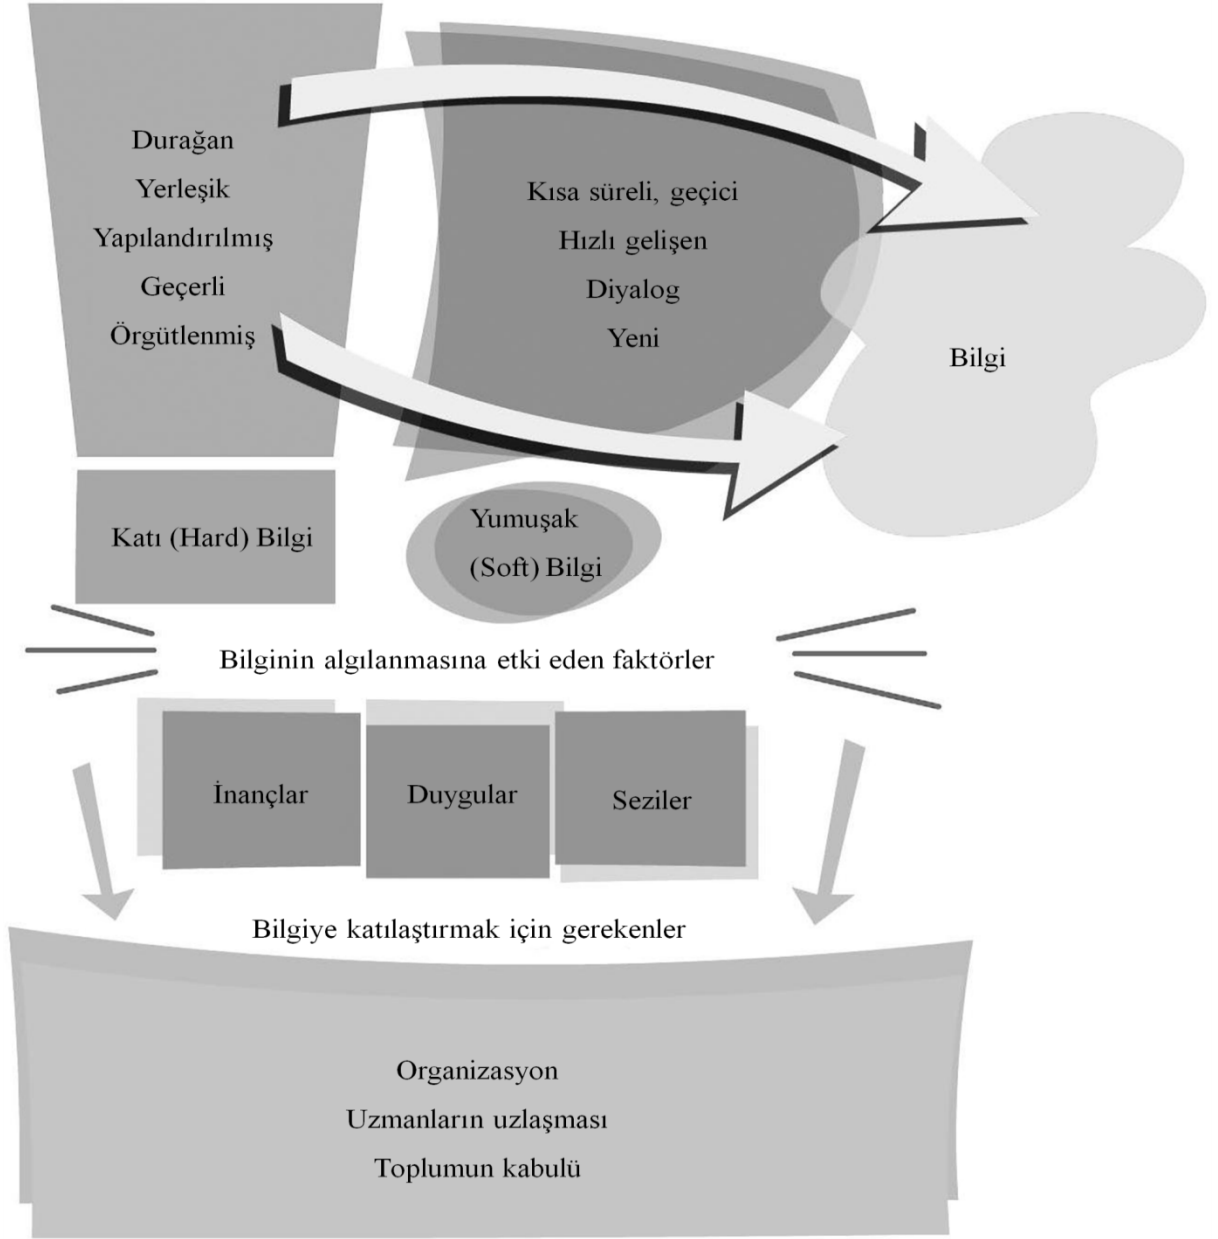 Durağan
Yerleşik
Yapılandırılmış
Geçerli
Örgütlenmiş
Kısa süreli, geçici
Hızlı gelişen
Diyalog
Yeni
Bilgi
Katı (Hard) Bilgi
Yumuşak
(Soft) Bilgi
Bilginin algılanmasına etki eden faktörler
İnançlar
Duygular
Seziler
Bilgiye katılaştırmak için gerekenler
Organizasyon
Uzmanların uzlaşması
Toplumun kabulü